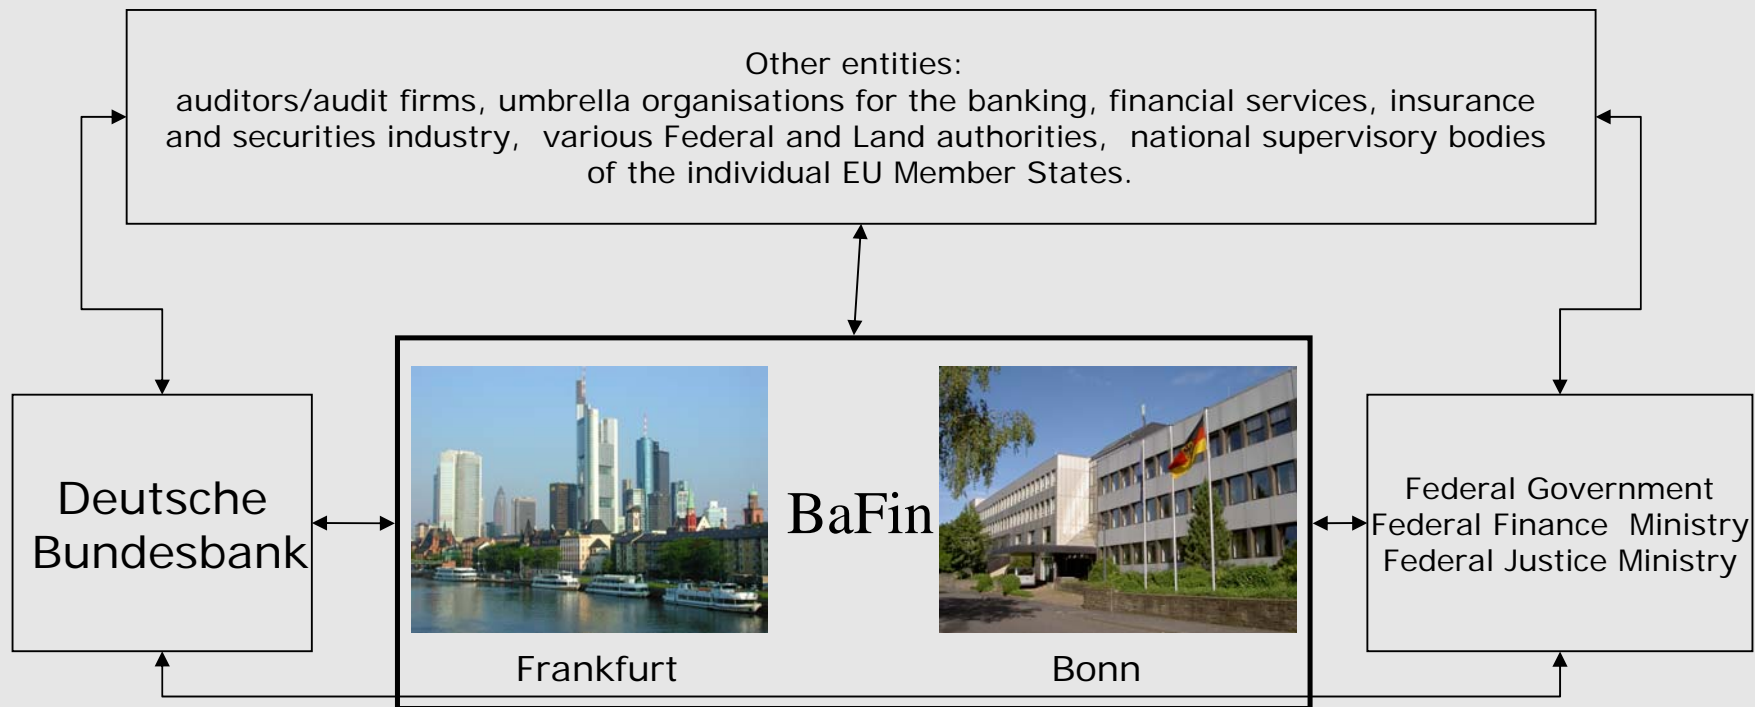 Other entities:
auditors/audit firms, umbrella organisations for the banking, financial services, insurance
and securities industry, various Federal and Land authorities, national supervisory bodies
of the individual EU Member States.
Deutsche
Bundesbank
BaFin
Frankfurt
Bonn
Federal Government
Federal Finance Ministry
Federal Justice Ministry